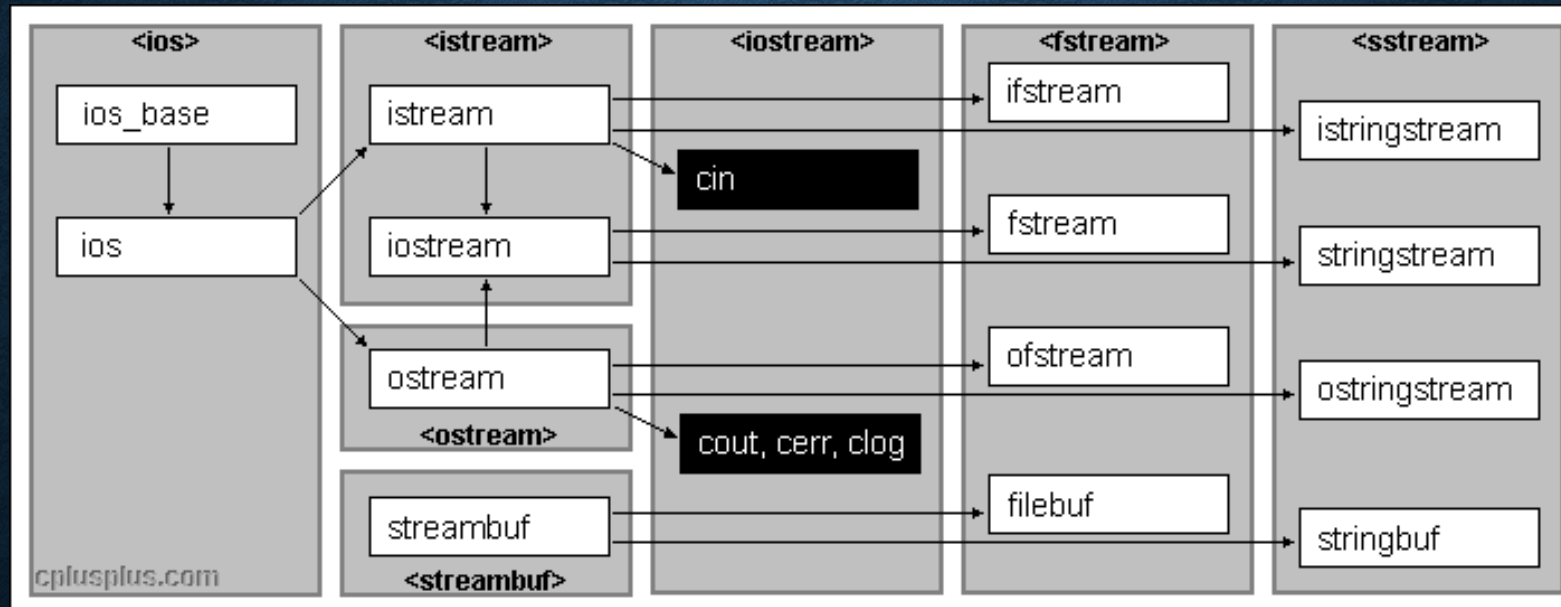 <ios>
ios_base
ios
cplusplus.com
<istream>
istream
iostream
ostream
<ostream>
streambuf
<streambuf>
<iostream>
cin
cout, cerr, clog
<fstream>
ifstream
fstream
ofstream
filebuf
<sstream>
istringstream
stringstream
ostringstream
stringbuf